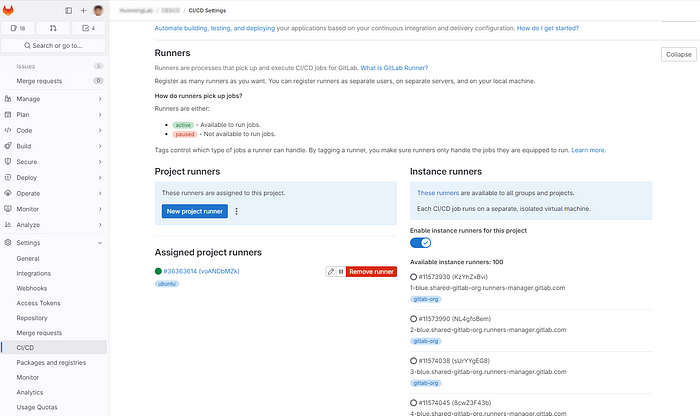 CI/CD Settings
18
4
Search or go to...
Issues
5
Merge requests
0
Manage
Plan
Code
Build
Secure
Deploy
Operate
Monitor
Analyze
Settings
General
Integrations
Webhooks
Access Tokens
Repository
Merge requests
CI/CD
Packages and registries
Monitor
Analytics
Usage Quotas
Automate building, testing, and deploying your applications based on your continuous integration and delivery configuration. How do I get started?
Runners
Collapse
Runners are processes that pick up and execute CI/CD jobs for GitLab. What is GitLab Runner?
Register as many runners as you want. You can register runners as separate users, on separate servers, and on your local machine.
How do runners pick up jobs?
Runners are either:
active - Available to run jobs.
paused - Not available to run jobs.
Tags control which type of jobs a runner can handle. By tagging a runner, you make sure runners only handle the jobs they are equipped to run. Learn more.
Project runners
These runners are assigned to this project.
New project runner
Assigned project runners
#36363614 (voANDbMZk)
Remove runner
ubuntu
Instance runners
These runners are available to all groups and projects.
Each CI/CD job runs on a separate, isolated virtual machine.
Enable instance runners for this project
Available instance runners: 100
#11573930 (KzYhZxBvi)
1-blue.shared-gitlab-org.runners-manager.gitlab.com
gitlab-org
#11573990 (NL4gfoBem)
2-blue.shared-gitlab-org.runners-manager.gitlab.com
gitlab-org
#11574038 (sUrYYgEG8)
3-blue.shared-gitlab-org.runners-manager.gitlab.com
gitlab-org
#11574045 (8cwZ3F43b)
4-blue.shared-gitlab-org.runners-manager.gitlab.com